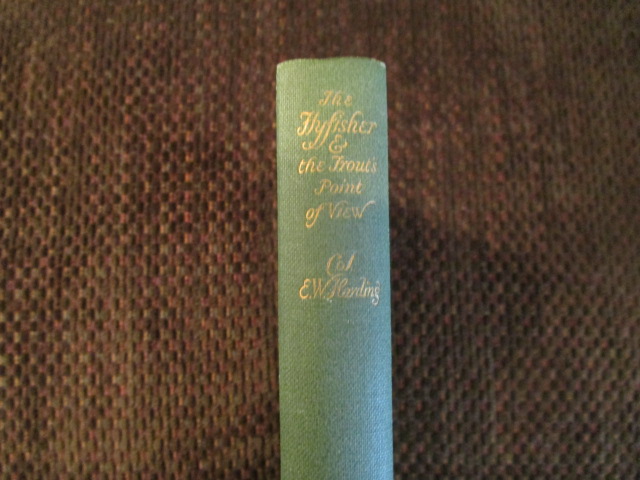 The
Flyfisher
&
the Trout's
Point
of View
Col
E.W.Harding